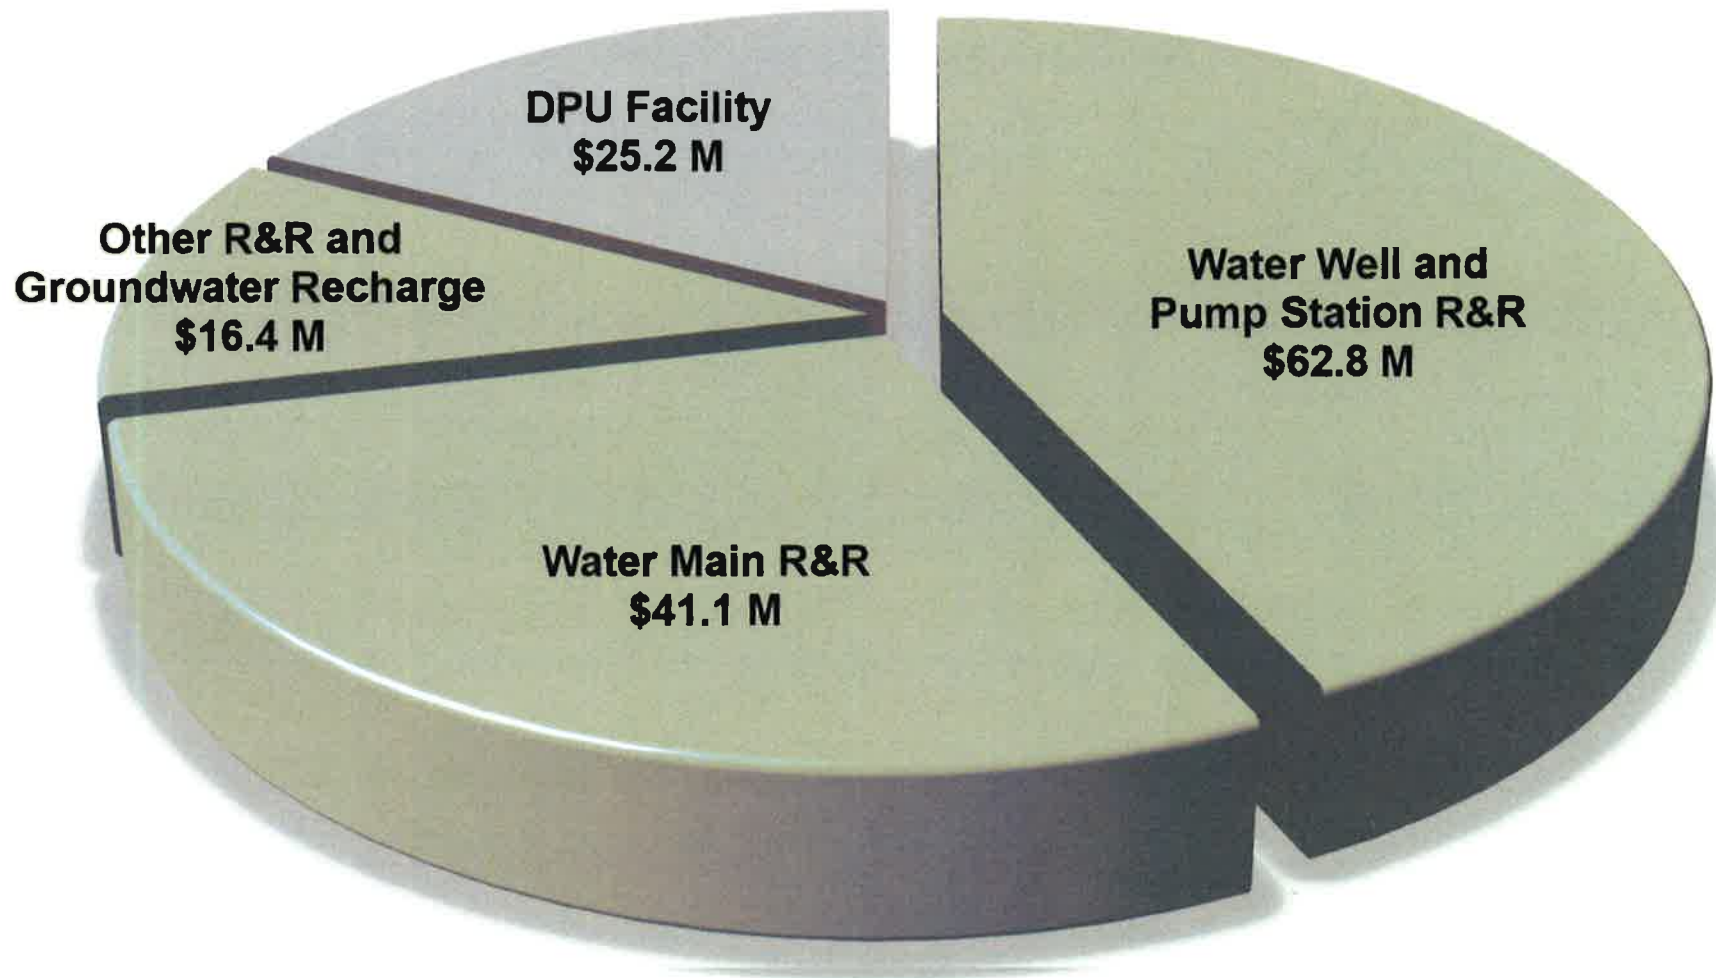 DPU Facility
$25.2 M
Other R&R and
Groundwater Recharge
$16.4 M
Water Well and
Pump Station R&R
$62.8 M
Water Main R&R
$41.1 M